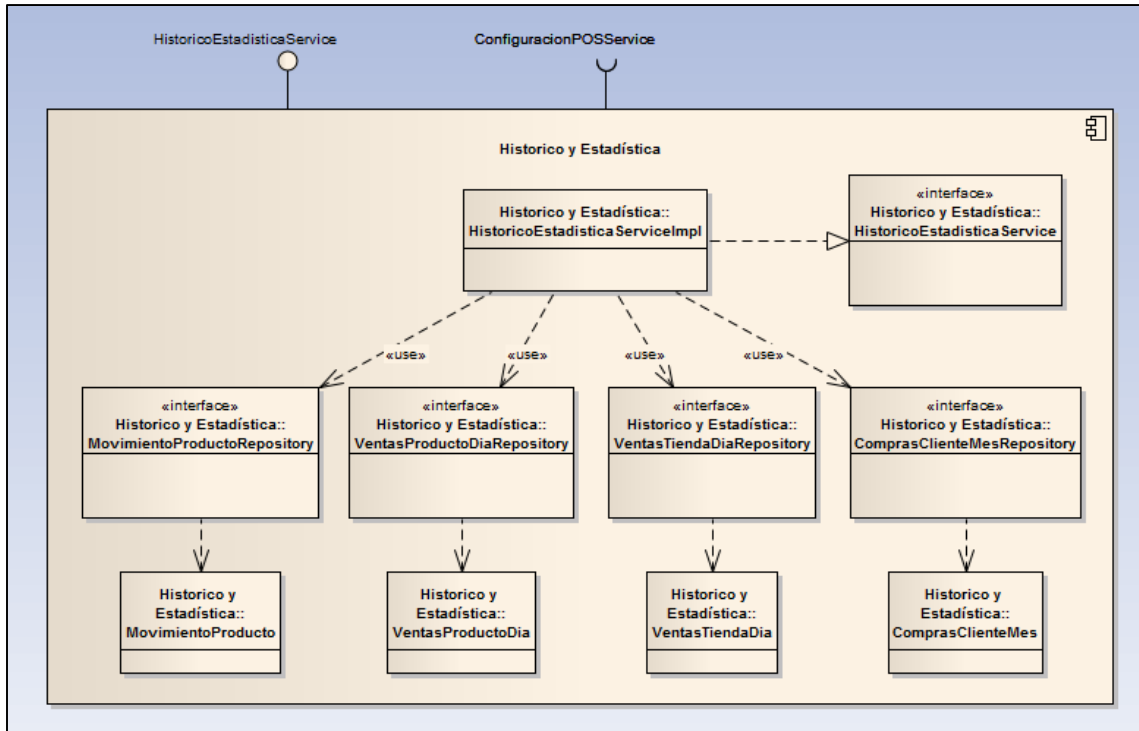 HistoricoEstadisticaService
ConfiguracionPOSService
Historico y Estadística
Historico y Estadística::
HistoricoEstadisticaServiceImpl
«interface»
Historico y Estadística::
HistoricoEstadisticaService
«use»
«use»
«use»
«use»
«interface»
Historico y Estadística::
MovimientoProductoRepository
«interface»
Historico y Estadística::
VentasProductoDiaRepository
«interface»
Historico y Estadística::
VentasTiendaDiaRepository
«interface»
Historico y Estadística::
ComprasClienteMesRepository
Historico y
Estadística::
MovimientoProducto
Historico y
Estadística::
VentasProductoDia
Historico y
Estadística::
VentasTiendaDia
Historico y
Estadística::
ComprasClienteMes